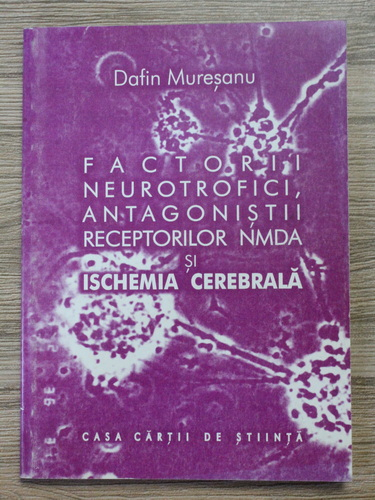 Dafin Mureșanu
FACTORII
NEUROTROFICI,
ANTAGONIȘTII
RECEPTORILOR NMDA
ȘI
ISCHEMIA CEREBRALĂ
CASA CĂRȚII DE ȘTIINȚĂ